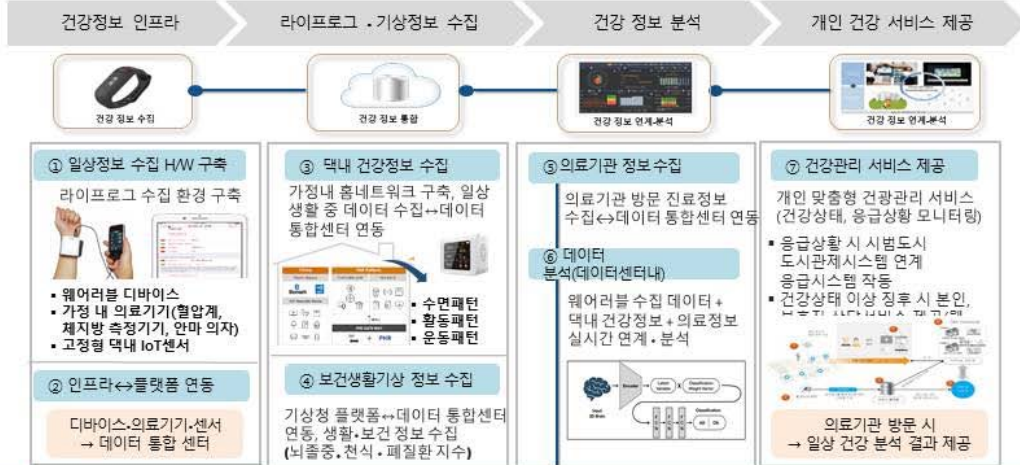 건강정보 인프라
라이프로그 • 기상정보 수집
건강 정보 분석
개인 건강 서비스 제공
건강 정보 수집
건강 정보 통합
건강 정보 연계•분석
건강 정보 연계•분석
① 일상정보 수집 H/W 구축
라이프로그 수집 환경 구축
▪ 웨어러블 디바이스
▪ 가정 내 의료기기(혈압계,
체지방 측정기기, 안마 의자)
▪ 고정형 댁내 IoT센서
② 인프라↔플랫폼 연동
디바이스•의료기기•센서
→ 데이터 통합 센터
③ 댁내 건강정보 수집
가정내 홈네트워크 구축, 일상
생활 중 데이터 수집↔데이터
통합센터 연동
▪ 수면패턴
▪ 활동패턴
▪ 운동패턴
④ 보건생활기상 정보 수집
기상청 플랫폼↔데이터 통합센터
연동, 생활•보건 정보 수집
(뇌졸중•천식•폐질환 지수)
⑤ 의료기관 정보 수집
의료기관 방문 진료정보
수집↔데이터 통합센터 연동
⑥ 데이터
분석(데이터센터내)
웨어러블 수집 데이터 +
댁내 건강정보 + 의료정보
실시간 연계 • 분석
Encoder
Classification
⑦ 건강관리 서비스 제공
개인 맞춤형 건광관리 서비스
(건강상태, 응급상황 모니터링)
▪ 응급상황 시 시범도시
도시관제시스템 연계
응급시스템 작동
▪ 건강상태 이상 징후 시 본인,
의료기관 방문 시
→ 일상 건강 분석 결과 제공